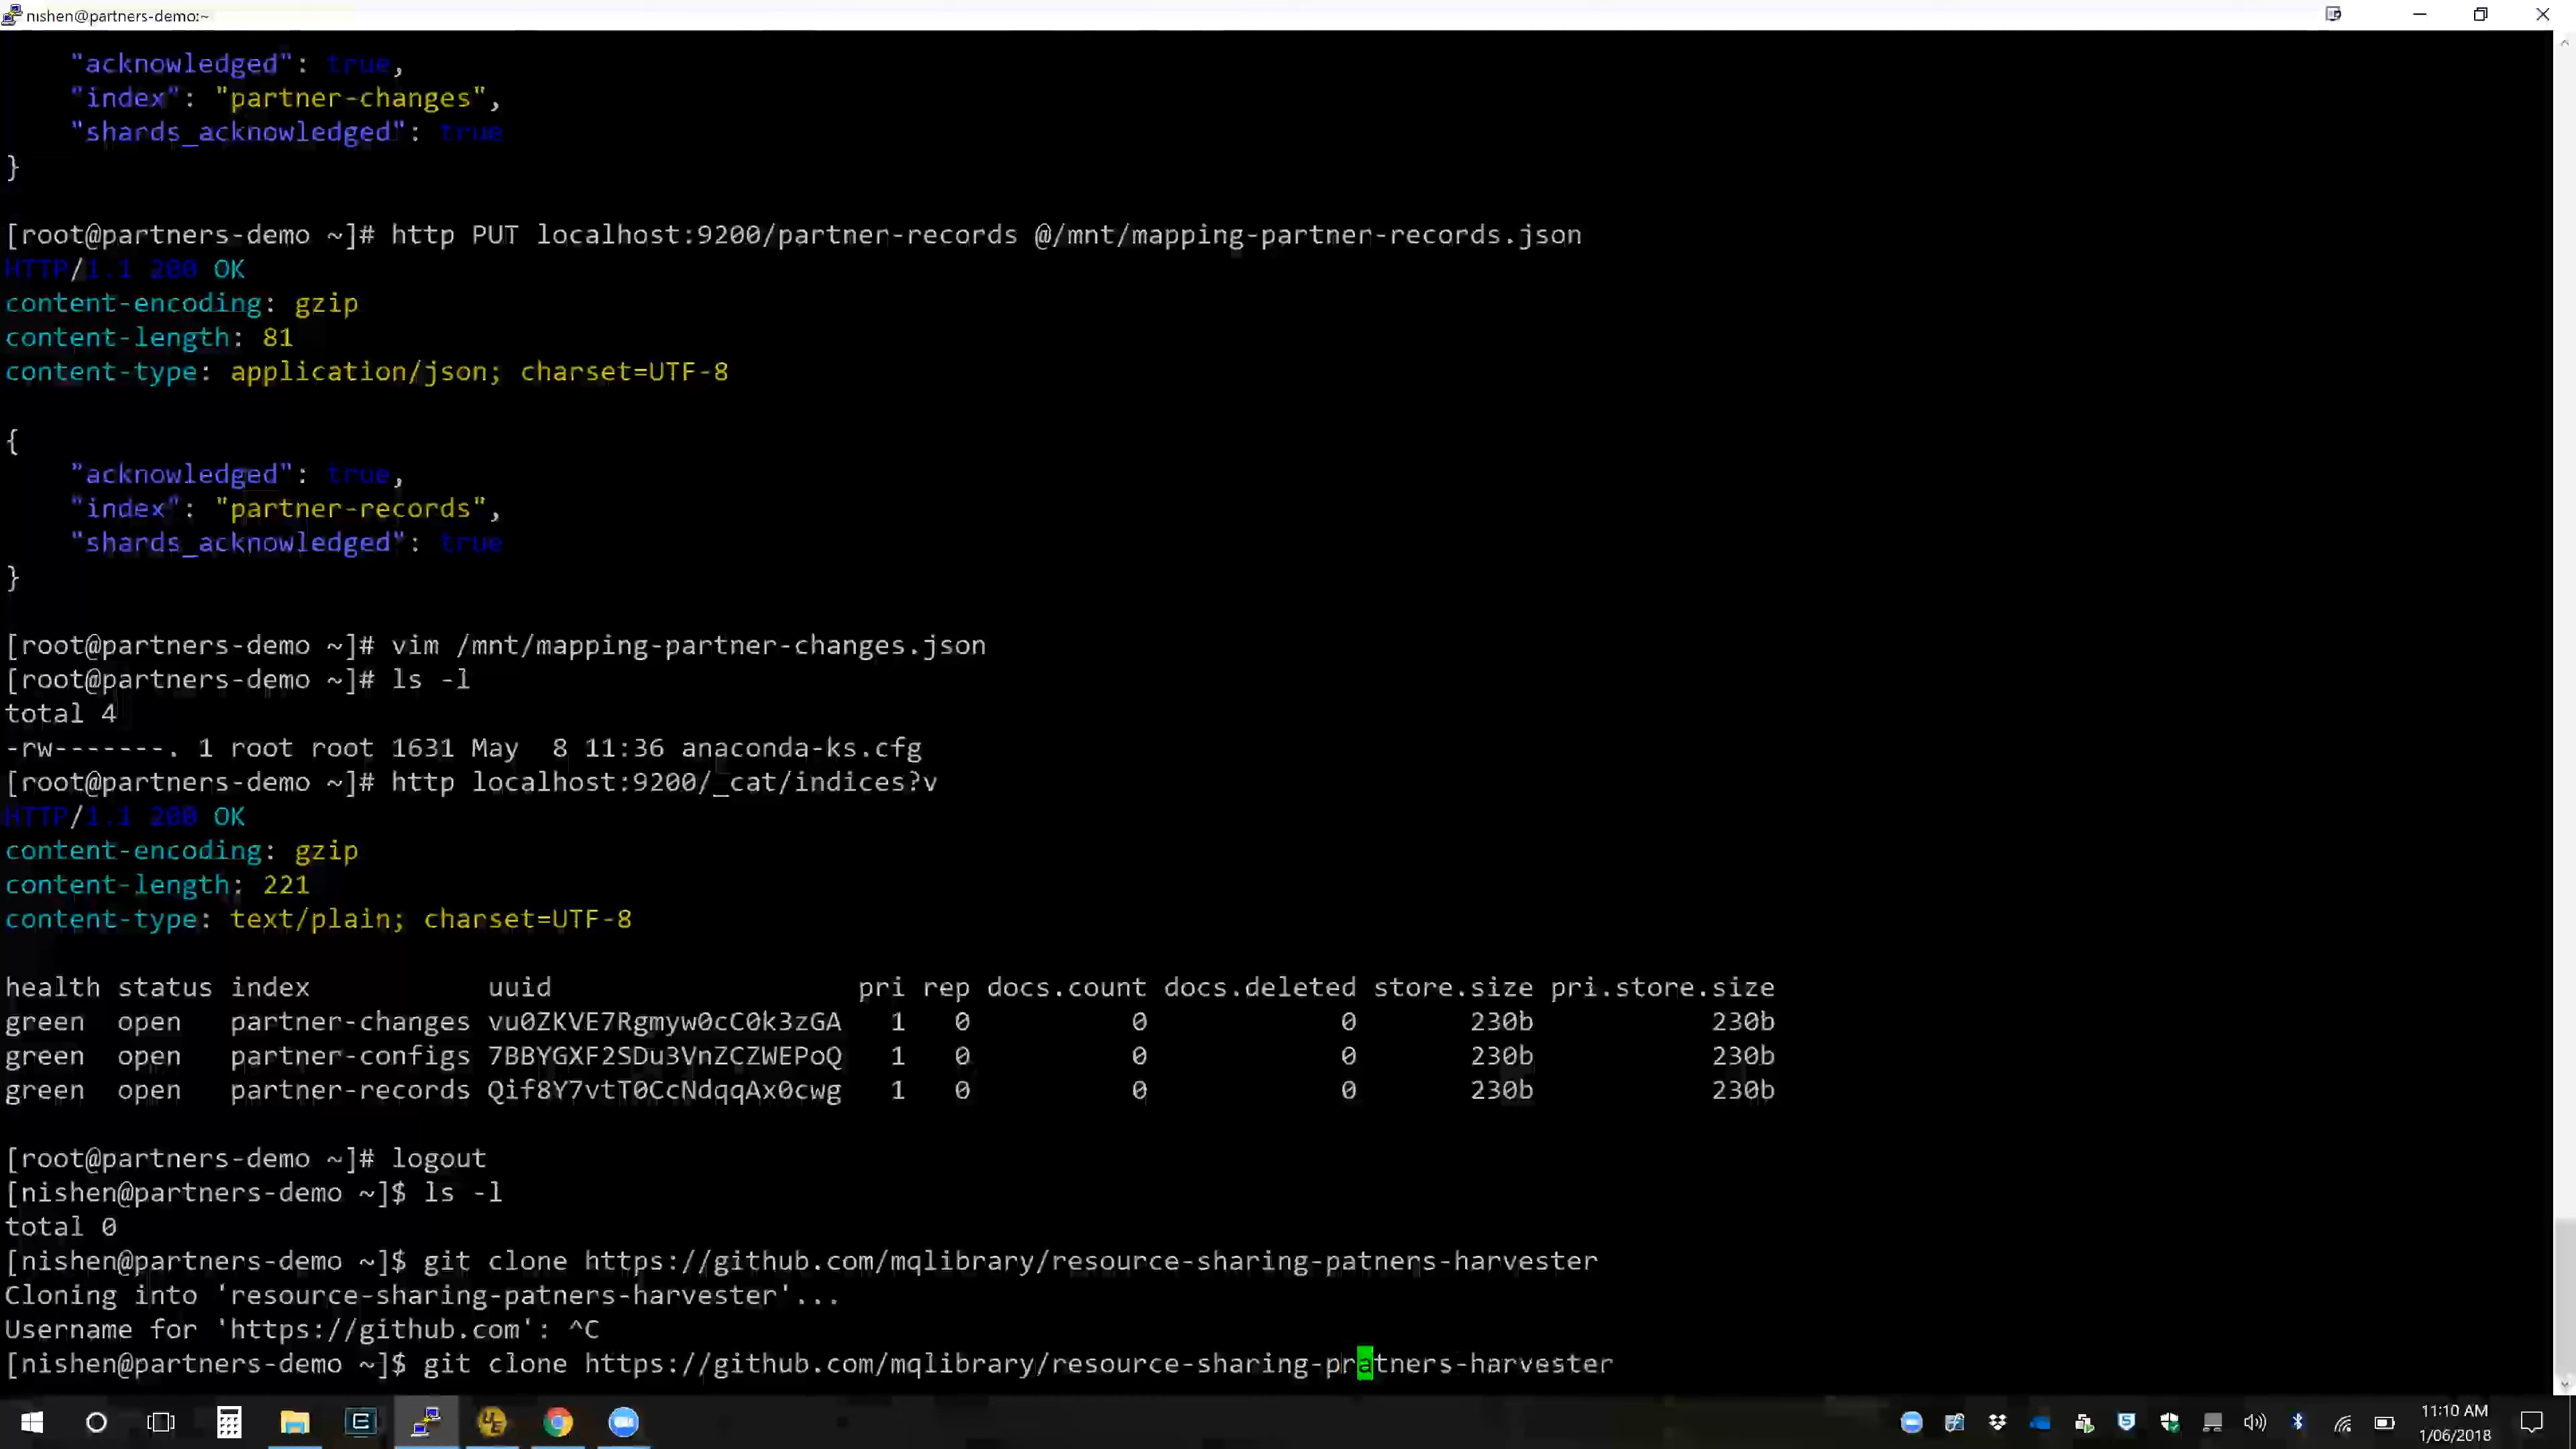 nishen@partners-demo:~
"acknowledged": true,
"index": "partner-changes",
"shards_acknowledged": true
}
[root@partners-demo ~]# http PUT localhost:9200/partner-records @/mnt/mapping-partner-records.json
HTTP/1.1 200 OK
content-encoding: gzip
content-length: 81
content-type: application/json; charset=UTF-8
{
"acknowledged": true,
"index": "partner-records",
"shards_acknowledged": true
}
[root@partners-demo ~]# vim /mnt/mapping-partner-changes.json
[root@partners-demo ~]# ls -l
total 4
-rw-------. 1 root root 1631 May  8 11:36 anaconda-ks.cfg
[root@partners-demo ~]# http localhost:9200/_cat/indices?v
HTTP/1.1 200 OK
content-encoding: gzip
content-length: 221
content-type: text/plain; charset=UTF-8
health status index uuid pri rep docs.count docs.deleted store.size pri.store.size
green open partner-changes vu0ZKVE7Rgmyw0cC0k3zGA 1 0 0 0 230b 230b
green open partner-configs 7BBYGXF2SDu3VnZCZWEPoQ 1 0 0 0 230b 230b
green open partner-records Qif8Y7vtT0CcNdqqAx0cwg 1 0 0 0 230b 230b
[root@partners-demo ~]# logout
[nishen@partners-demo ~]$ ls -l
total 0
[nishen@partners-demo ~]$ git clone https://github.com/mqlibrary/resource-sharing-patners-harvester
Cloning into 'resource-sharing-patners-harvester'...
Username for 'https://github.com': ^C
[nishen@partners-demo ~]$ git clone https://github.com/mqlibrary/resource-sharing-pratners-harvester
11:10 AM
1/06/2018